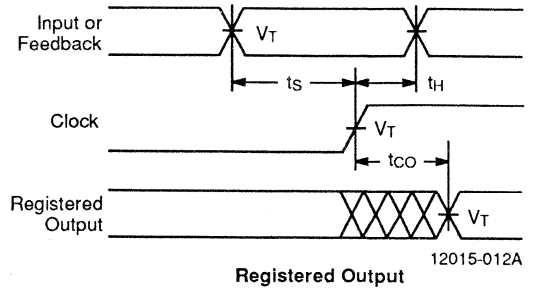 Input or
Feedback
VT
tS
tH
Clock
VT
tCO
Registered
Output
VT
12015-012A
Registered Output